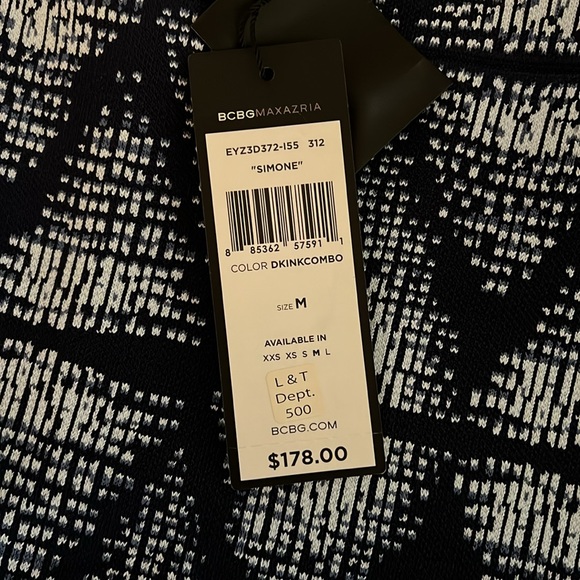 BCBGMAXAZRIA
EYZ3D372-I55 312
"SIMONE"
8 85362 57591 1
COLOR DKINKCOMBO
SIZE M
AVAILABLE IN
XXS XS S M L
L & T
Dept.
500
BCBG.COM
$178.00